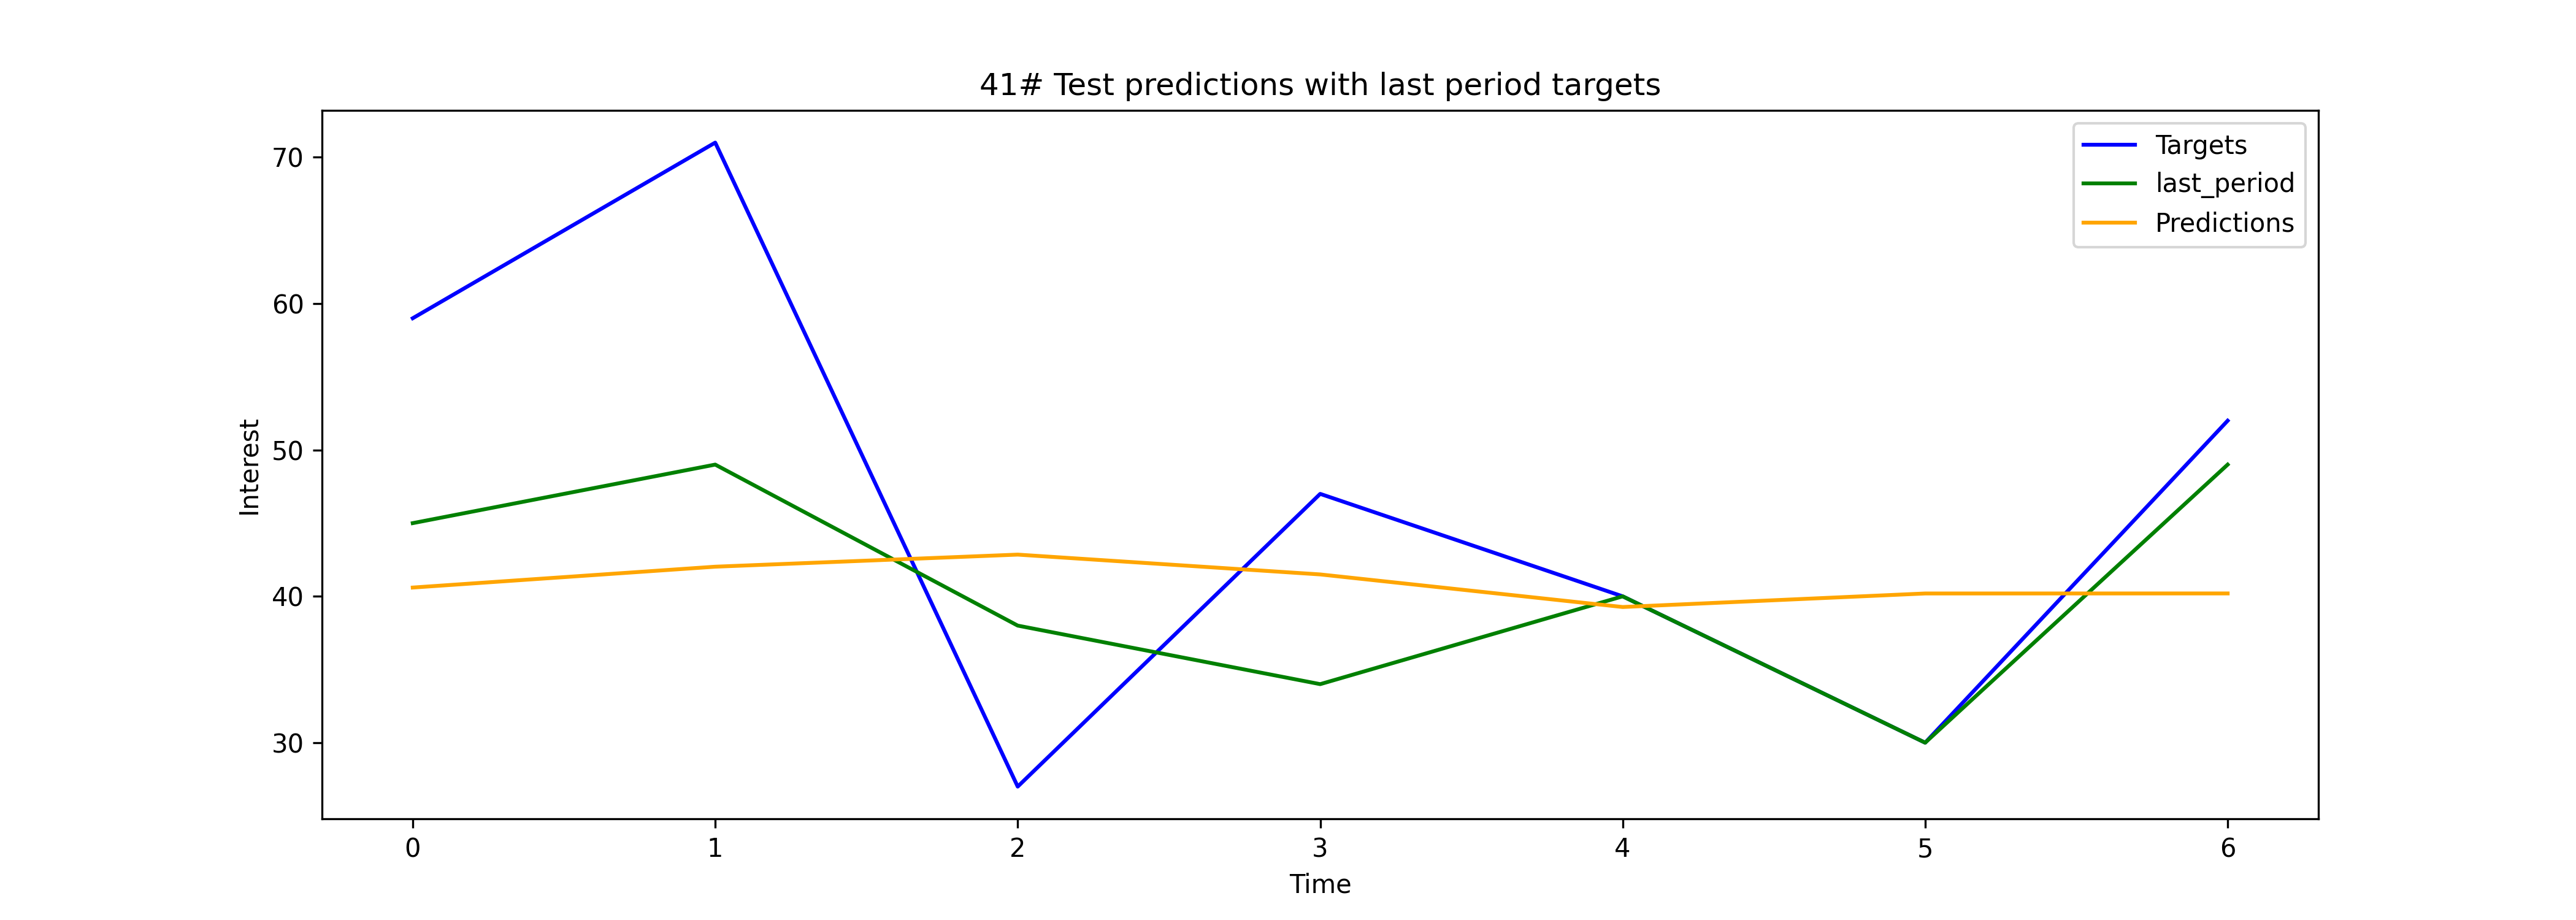 41# Test predictions with last period targets
Targets
last_period
Predictions
70
60
50
40
30
Interest
0 1 2 3 4 5 6
Time